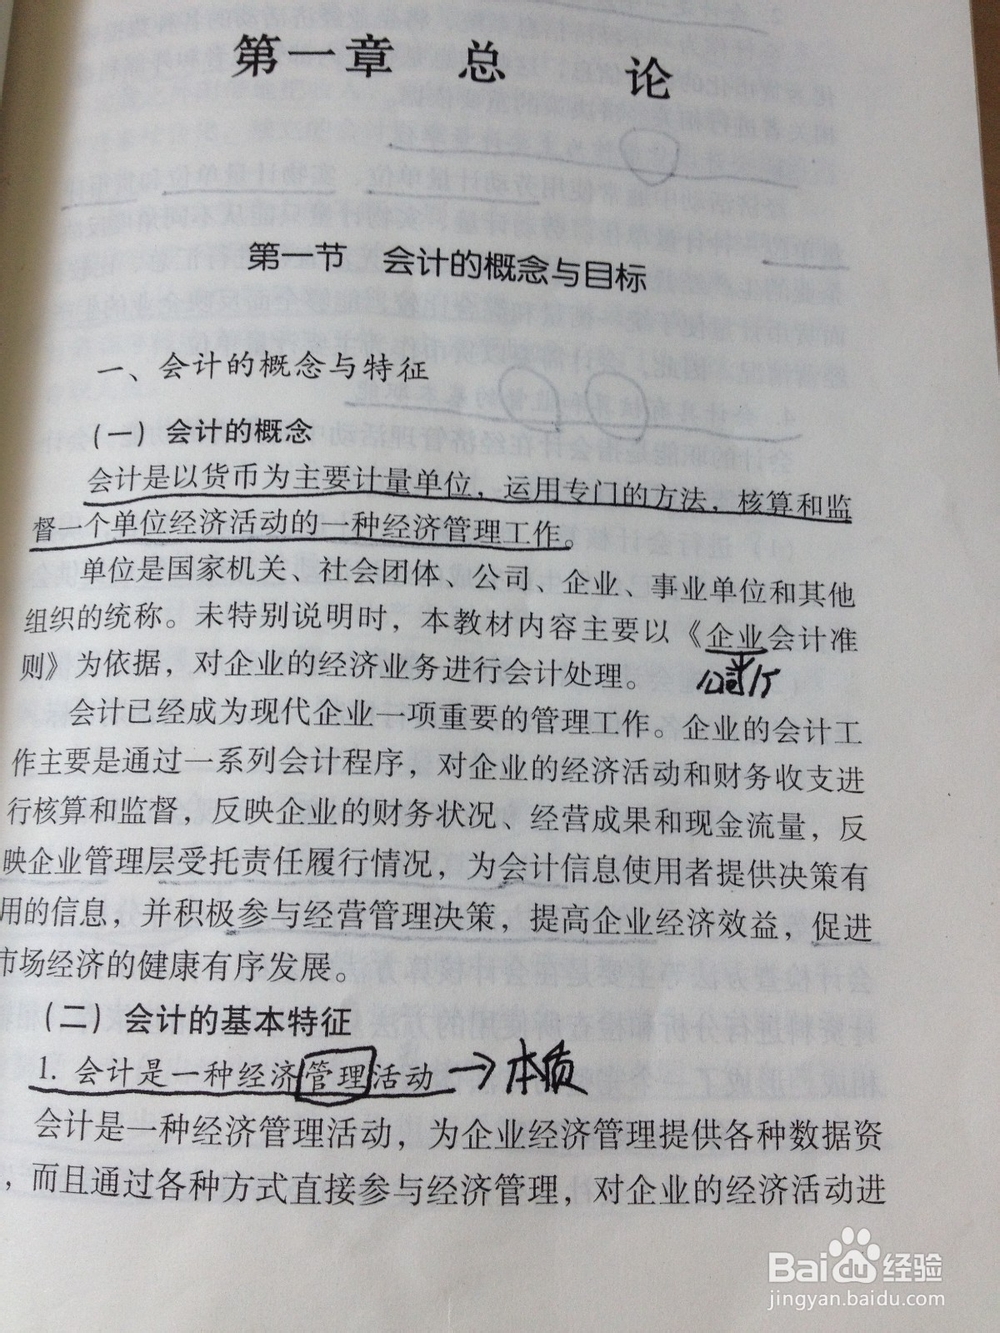 第一章 总 论
第一节 会计的概念与目标
一、会计的概念与特征
（一）会计的概念
会计是以货币为主要计量单位，运用专门的方法，核算和监
督一个单位经济活动的一种经济管理工作。
单位是国家机关、社会团体、公司、企业、事业单位和其他
组织的统称。未特别说明时，本教材内容主要以《企业会计准
则》为依据，对企业的经济业务进行会计处理。
会计已经成为现代企业一项重要的管理工作。企业的会计工
作主要是通过一系列会计程序，对企业的经济活动和财务收支进
行核算和监督，反映企业的财务状况、经营成果和现金流量，反
映企业管理层受托责任履行情况，为会计信息使用者提供决策有
用的信息，并积极参与经营管理决策，提高企业经济效益，促进
市场经济的健康有序发展。
（二）会计的基本特征
1. 会计是一种经济管理活动 → 本质
会计是一种经济管理活动，为企业经济管理提供各种数据资
，而且通过各种方式直接参与经济管理，对企业的经济活动进
Baidu 经验
jingyan.baidu.com